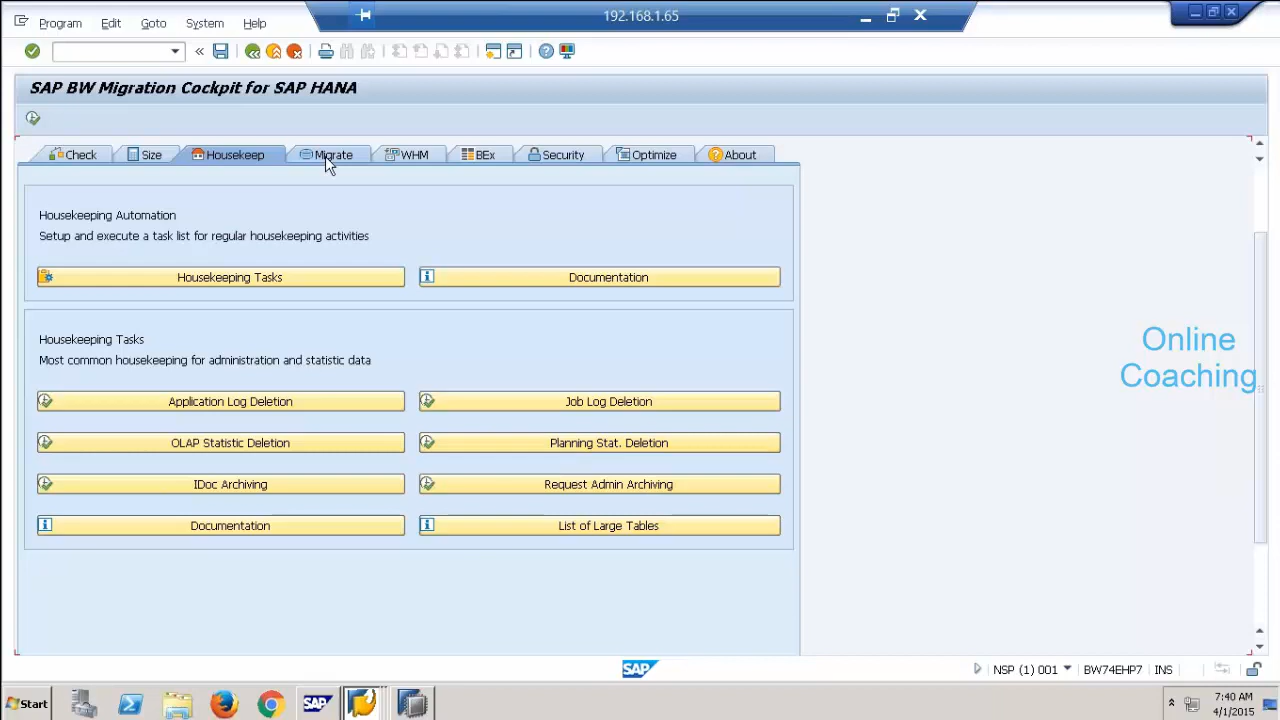 192.168.1.65
Program Edit Goto System Help
SAP BW Migration Cockpit for SAP HANA
Check Size Housekeep Migrate WHM BEx Security Optimize About
Housekeeping Automation
Setup and execute a task list for regular housekeeping activities
Housekeeping Tasks Documentation
Housekeeping Tasks
Most common housekeeping for administration and statistic data
Application Log Deletion Job Log Deletion
OLAP Statistic Deletion Planning Stat. Deletion
IDoc Archiving Request Admin Archiving
Documentation List of Large Tables
Online
Coaching
SAP NSP (1) 001 BW74EHP7 INS
Start SAP 7:40 AM
4/1/2015